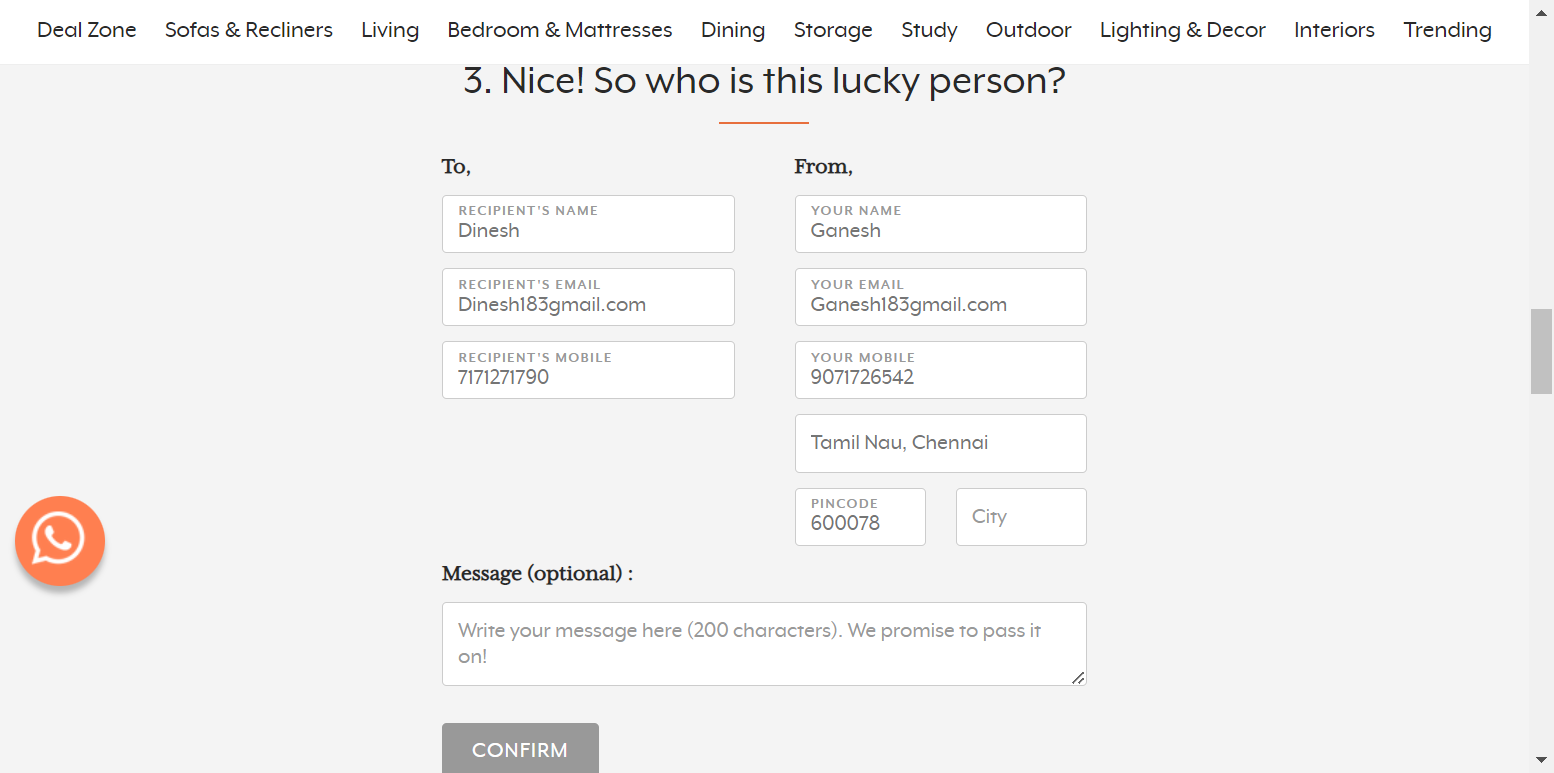 Deal Zone Sofas & Recliners Living Bedroom & Mattresses Dining Storage Study Outdoor Lighting & Decor Interiors Trending
3. Nice! So who is this lucky person?
To,
From,
RECIPIENT'S NAME
Dinesh
YOUR NAME
Ganesh
RECIPIENT'S EMAIL
Dinesh183gmail.com
YOUR EMAIL
Ganesh183gmail.com
RECIPIENT'S MOBILE
7171271790
YOUR MOBILE
9071726542
Tamil Nau, Chennai
PINCODE
600078
City
Message (optional) :
Write your message here (200 characters). We promise to pass it
on!
CONFIRM